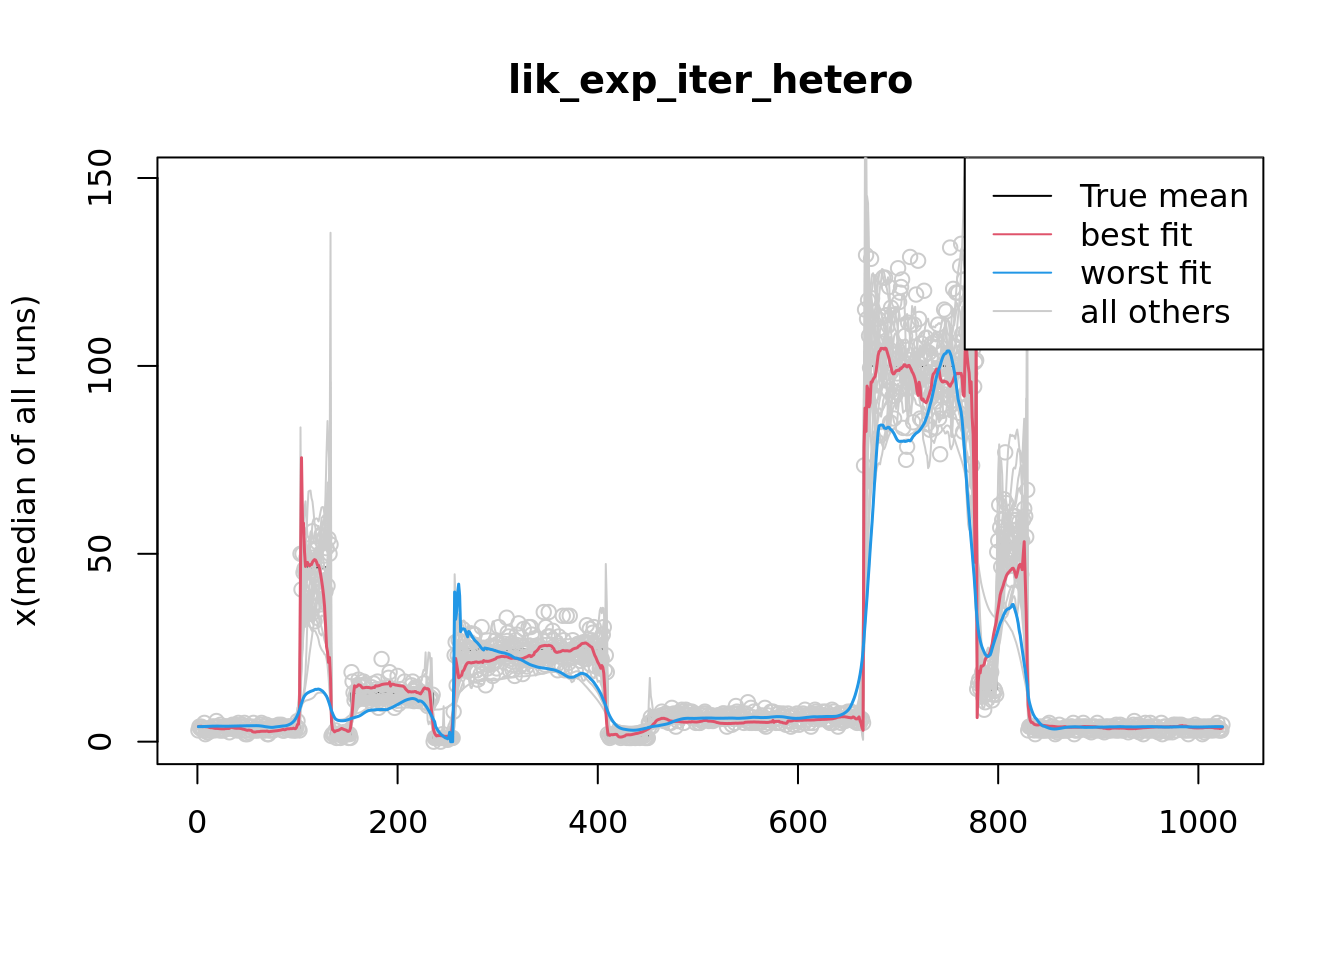 lik_exp_iter_hetero
x(median of all runs)
150
100
50
0
0 200 400 600 800 1000
True mean
best fit
worst fit
all others